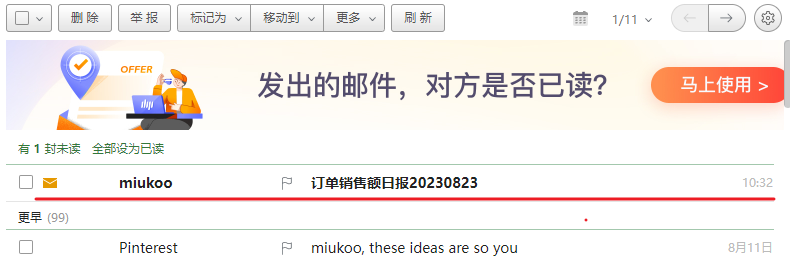 删 除 举 报 标记为 移动到 更多 刷 新 1/11
OFFER
发出的邮件，对方是否已读？ 马上使用 >
有 1 封未读 全部设为已读
miukoo 订单销售额日报20230823 10:32
更早 (99)
Pinterest miukoo, these ideas are so you 8月11日